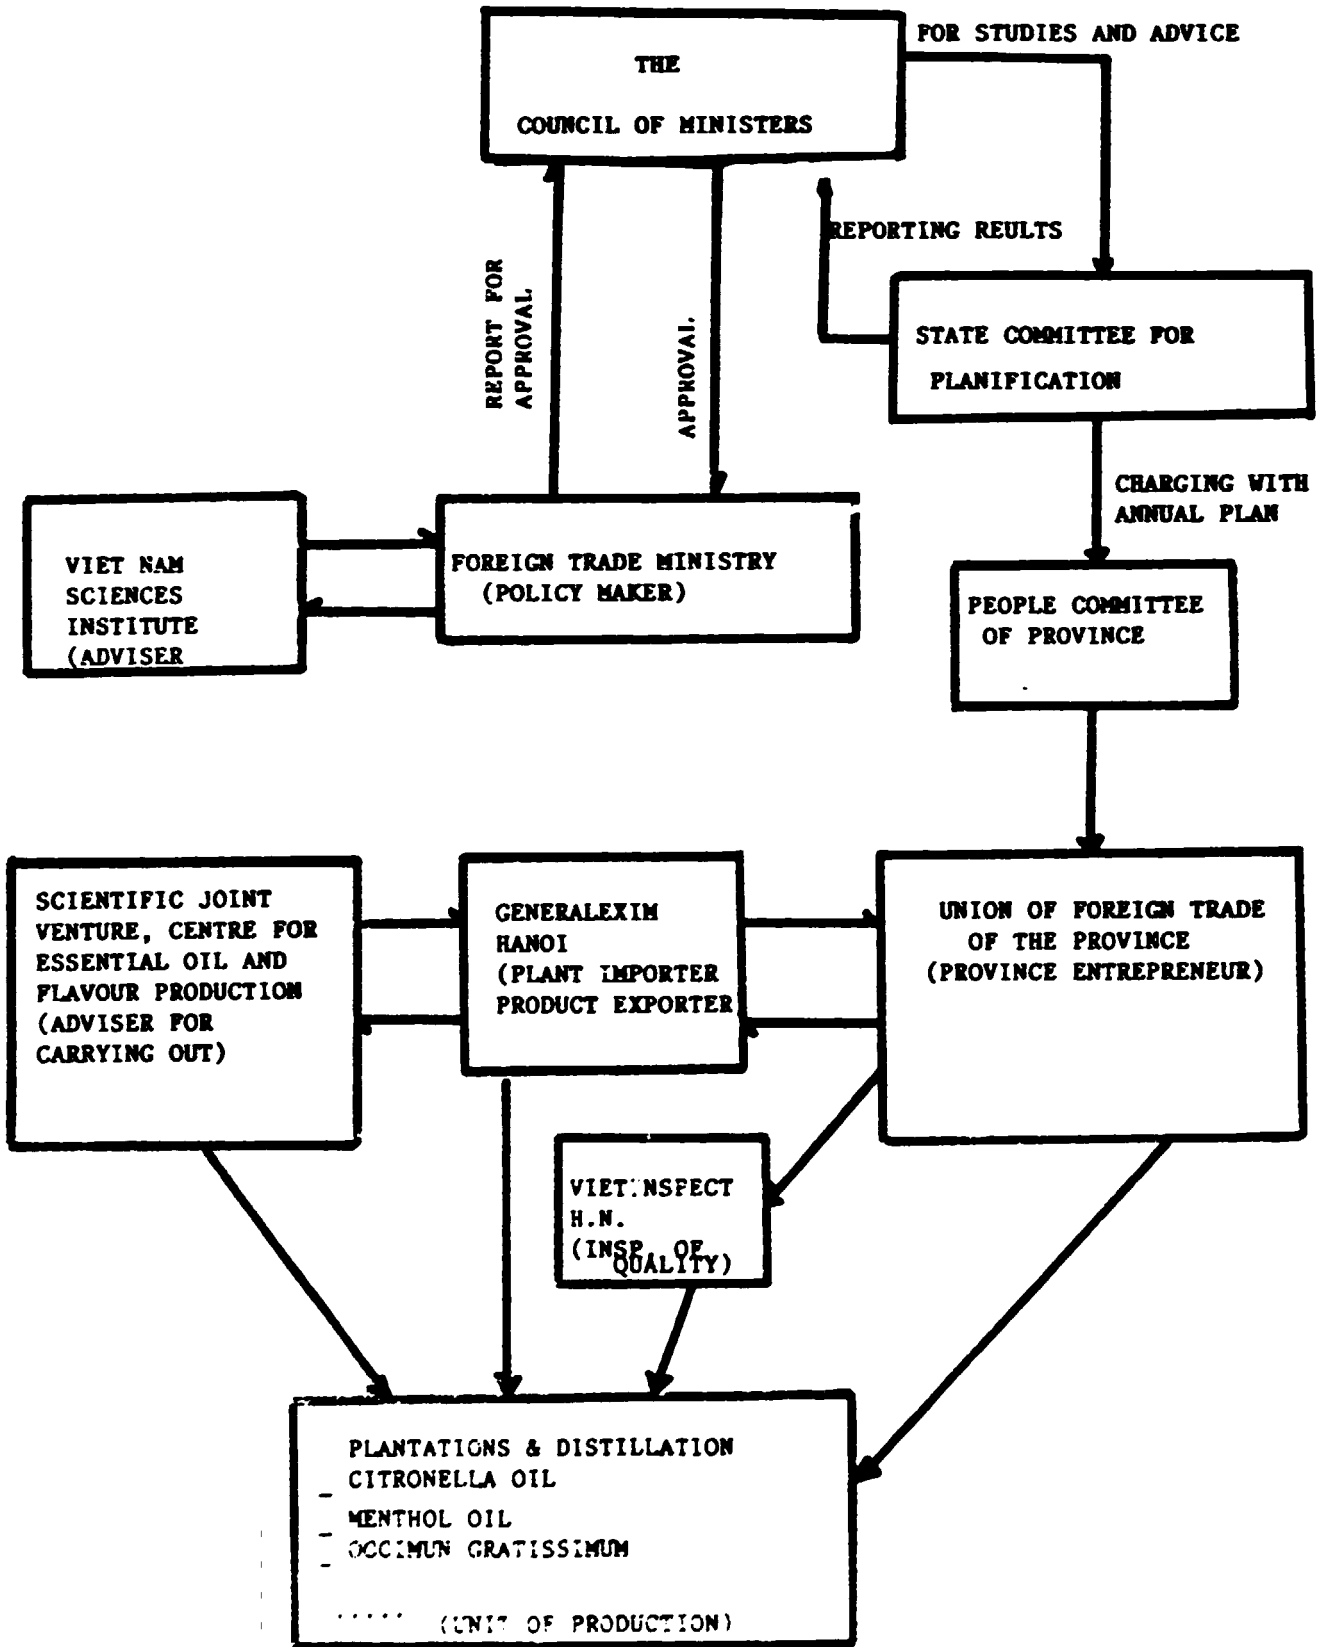 FOR STUDIES AND ADVICE
THE
COUNCIL OF MINISTERS
REPORTING REULTS
REPORT FOR
APPROVAL
APPROVAL
STATE COMMITTEE FOR
PLANIFICATION
CHARGING WITH
ANNUAL PLAN
VIET NAM
SCIENCES
INSTITUTE
(ADVISER
FOREIGN TRADE MINISTRY
(POLICY MAKER)
PEOPLE COMMITTEE
OF PROVINCE
SCIENTIFIC JOINT
VENTURE, CENTRE FOR
ESSENTIAL OIL AND
FLAVOUR PRODUCTION
(ADVISER FOR
CARRYING OUT)
GENERALEXIM
HANOI
(PLANT IMPORTER
PRODUCT EXPORTER
UNION OF FOREIGN TRADE
OF THE PROVINCE
(PROVINCE ENTREPRENEUR)
VIETINSPECT
H.N.
(INSP. OF
QUALITY)
PLANTATIONS & DISTILLATION
_ CITRONELLA OIL
_ MENTHOL OIL
_ OCCIMUN GRATISSIMUM
..... (UNIT OF PRODUCTION)